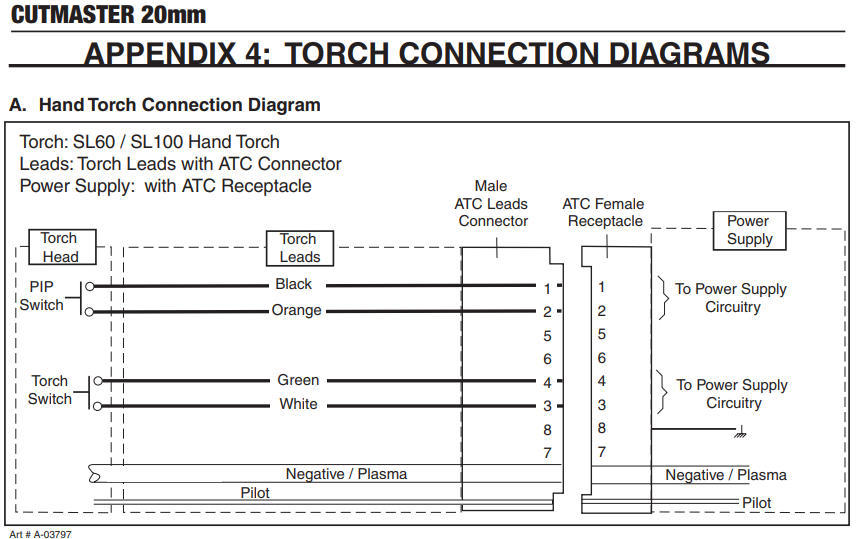 CUTMASTER 20mm
APPENDIX 4: TORCH CONNECTION DIAGRAMS
A. Hand Torch Connection Diagram
Torch: SL60 / SL100 Hand Torch
Leads: Torch Leads with ATC Connector
Power Supply: with ATC Receptacle
Male
ATC Leads
Connector
ATC Female
Receptacle
Torch
Head
Torch
Leads
Power
Supply
PIP
Switch
Black
Orange
Torch
Switch
Green
White
1
2
5
6
4
3
8
7
1
2
5
6
4
3
8
7
To Power Supply
Circuitry
To Power Supply
Circuitry
Negative / Plasma
Pilot
Negative / Plasma
Pilot
Art # A-03797